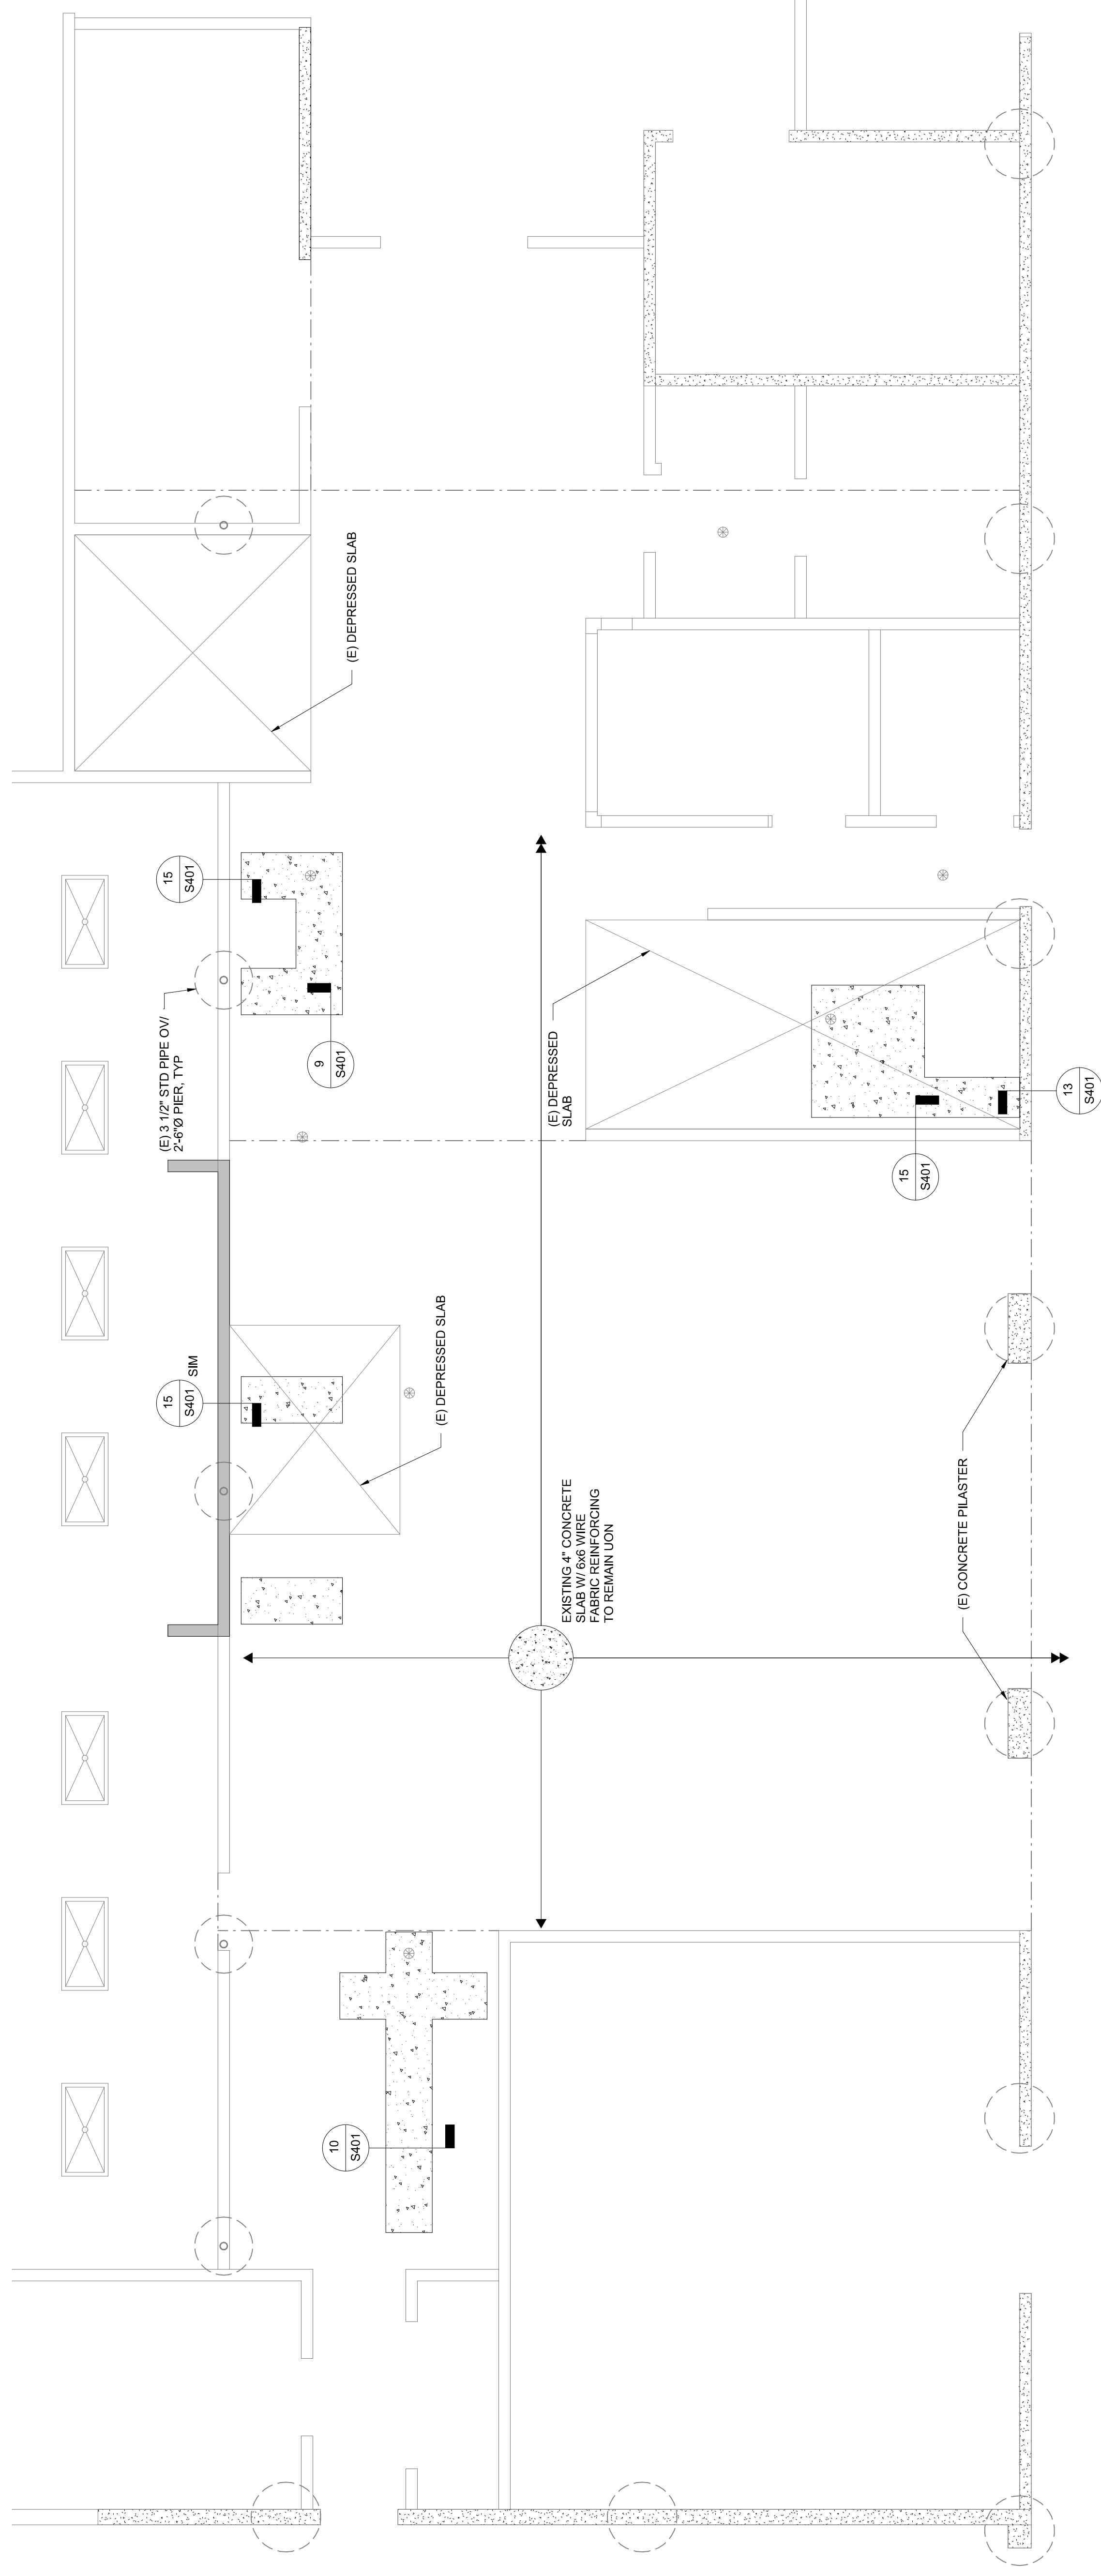 15
S401
(E) 3 1/2" STD PIPE OV/
2'-6"Ø PIER, TYP
9
S401
(E) DEPRESSED SLAB
15
S401
SIM
(E) DEPRESSED SLAB
10
S401
EXISTING 4" CONCRETE
SLAB W/ 6x6 WIRE
FABRIC REINFORCING
TO REMAIN UON
(E) DEPRESSED
SLAB
15
S401
13
S401
(E) CONCRETE PILASTER